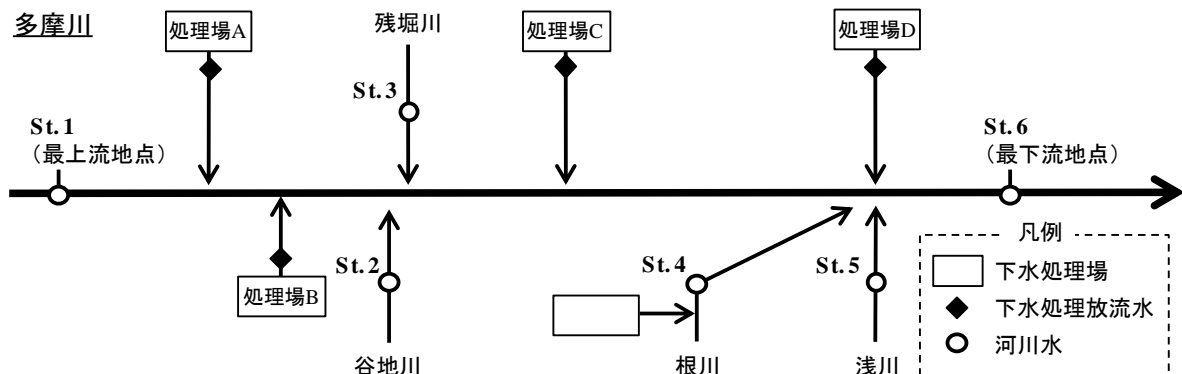 多摩川
処理場A
残堀川
処理場C
処理場D
St.3
St.1
(最上流地点)
St.6
(最下流地点)
処理場B
St.2
St.4
St.5
谷地川
根川
浅川
凡例
下水処理場
下水処理放流水
河川水